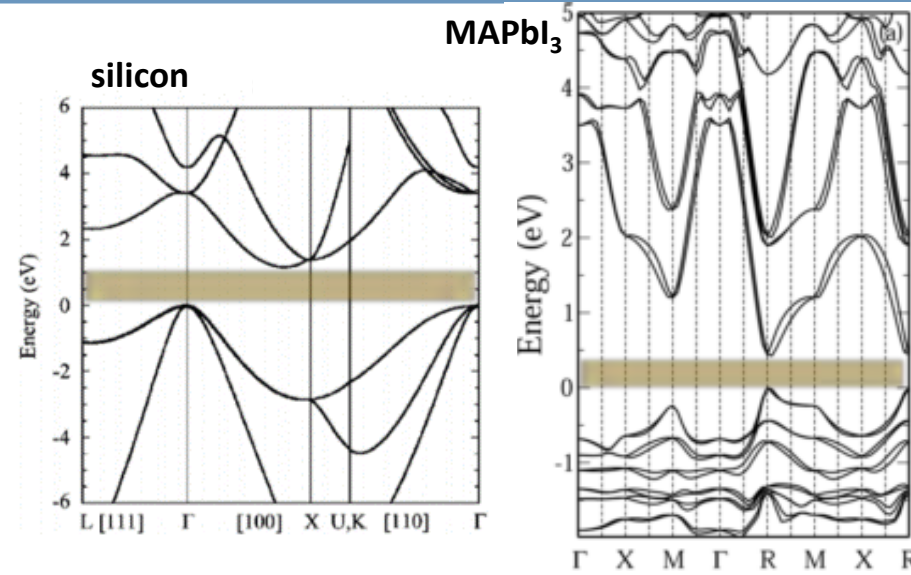 silicon
6
4
2
0
-2
-4
-6
Energy (eV)
L [111] Γ [100] X U,K [110] Γ
MAPbI₃
(a)
5
4
3
2
1
0
-1
Energy (eV)
Γ X M Γ R M X R